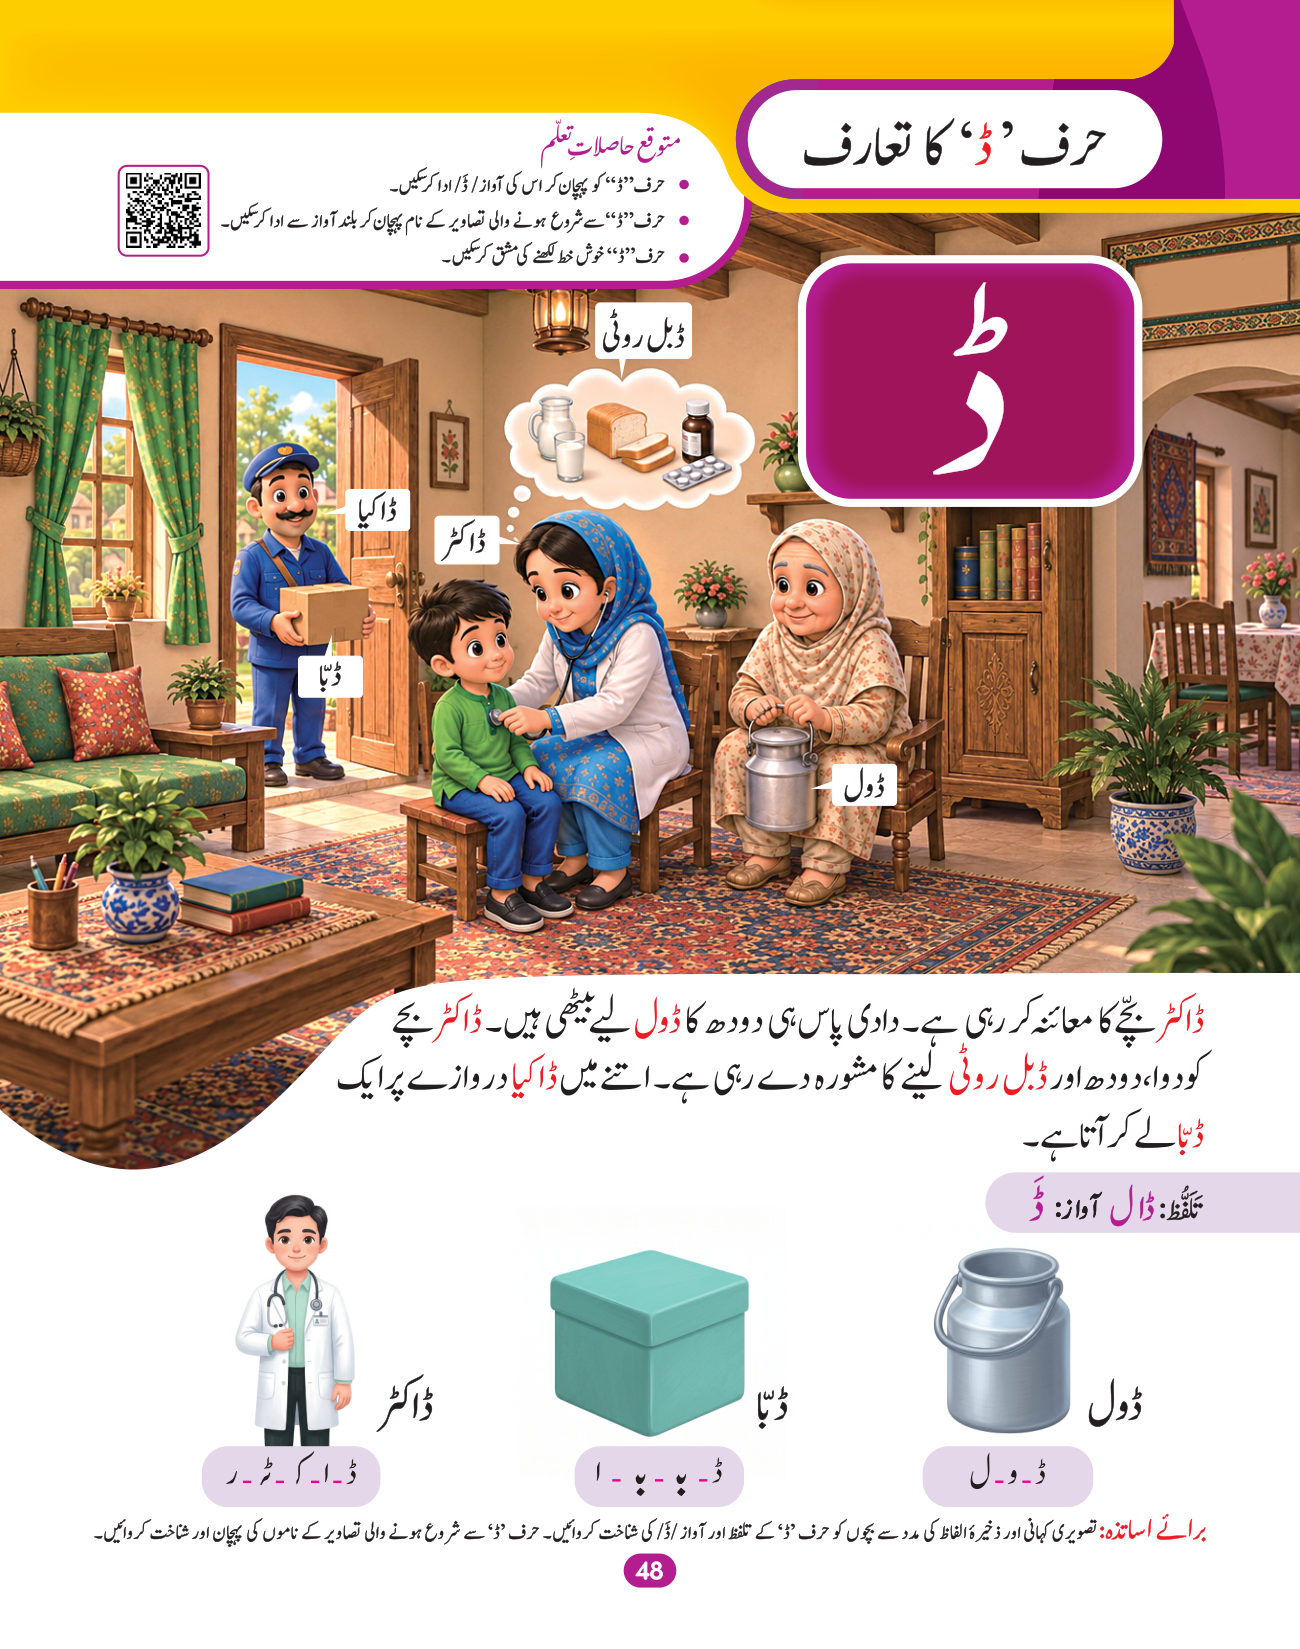 حرف ’ڈ‘ کا تعارف
متوقع حاصلاتِ تعلّم
حرف ”ڈ“ کو پہچان کر اس کی آواز /ڈَ/ ادا کر سکیں۔
حرف ”ڈ“ سے شروع ہونے والی تصاویر کے نام پہچان کر بلند آواز سے ادا کر سکیں۔
حرف ”ڈ“ خوش خط لکھنے کی مشق کر سکیں۔
ڈ
ڈبل روٹی
ڈاکیا
ڈاکٹر
ڈبّا
ڈول
ڈاکٹر بچّے کا معائنہ کر رہی ہے۔ دادی پاس ہی دودھ کا ڈول لیے بیٹھی ہیں۔ ڈاکٹر بچے
کو دوا، دودھ اور ڈبل روٹی لینے کا مشورہ دے رہی ہے۔ اتنے میں ڈاکیا دروازے پر ایک
ڈبّا لے کر آتا ہے۔
تَلَفُّظ: ڈال آواز: ڈَ
ڈول
ڈبّا
ڈاکٹر
ڈ - و - ل
ڈ - بـ - بـ - ا
ڈ - ا - کـ - ٹـ - ر
برائے اساتذہ: تصویری کہانی اور ذخیرۂ الفاظ کی مدد سے بچوں کو حرف ’ڈ‘ کے تلفظ اور آواز /ڈَ/ کی شناخت کروائیں۔ حرف ’ڈ‘ سے شروع ہونے والی تصاویر کے ناموں کی پہچان اور شناخت کروائیں۔
48